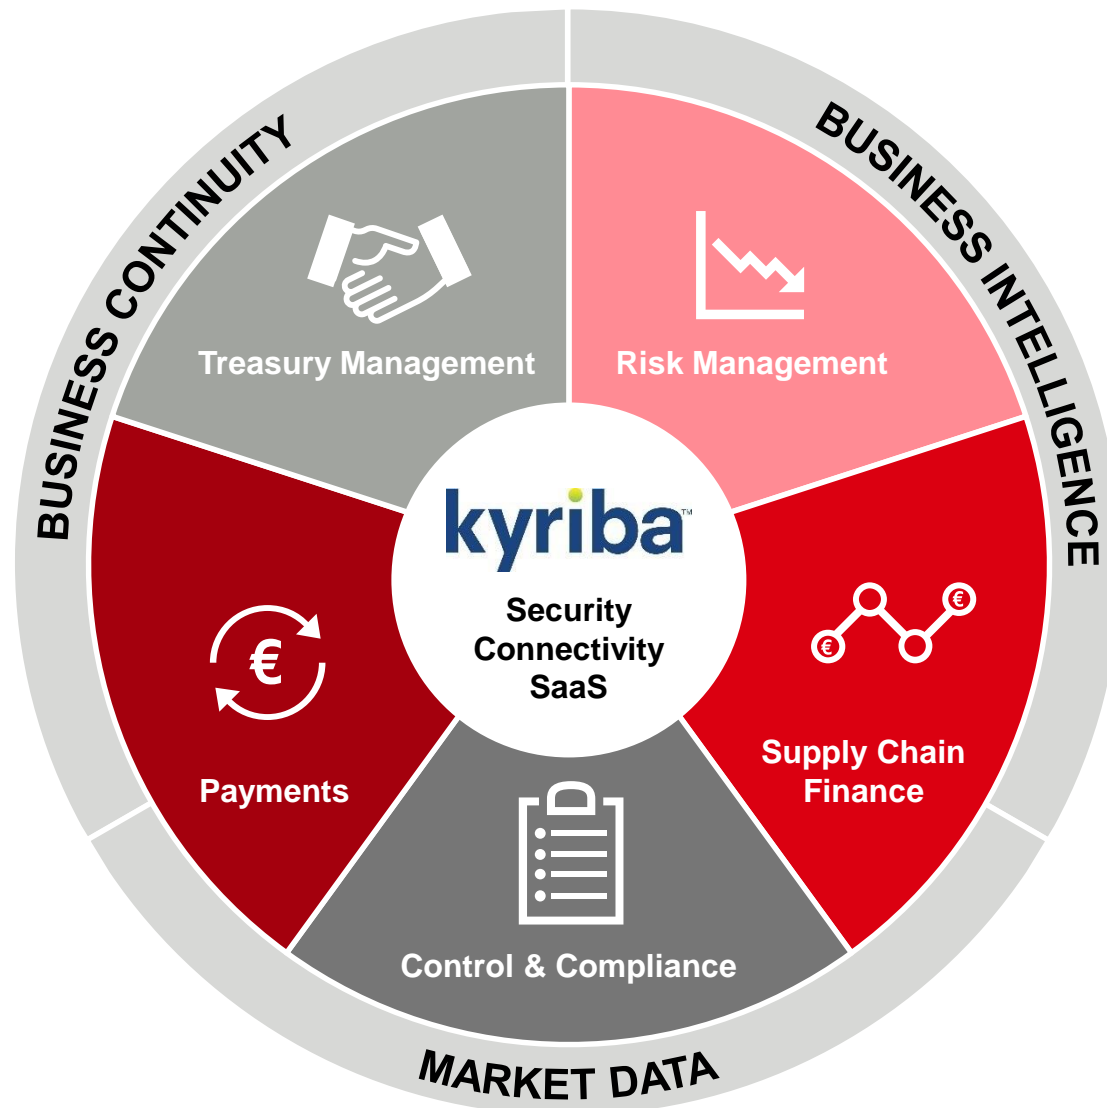 BUSINESS CONTINUITY
BUSINESS INTELLIGENCE
Treasury Management
Risk Management
kyriba™
Security
Connectivity
SaaS
€
€
€
Supply Chain
Finance
Payments
Control & Compliance
MARKET DATA